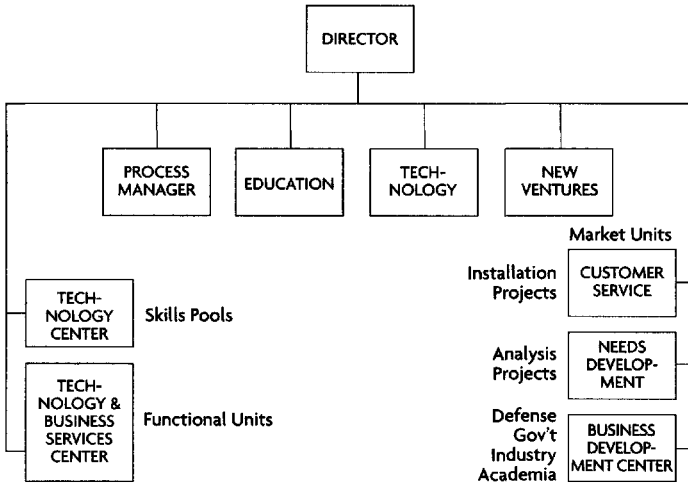 DIRECTOR
PROCESS
MANAGER
EDUCATION
TECH-
NOLOGY
NEW
VENTURES
Market Units
Installation
Projects
CUSTOMER
SERVICE
TECH-
NOLOGY
CENTER
Skills Pools
Analysis
Projects
NEEDS
DEVELOP-
MENT
TECH-
NOLOGY &
BUSINESS
SERVICES
CENTER
Functional Units
Defense
Gov't
Industry
Academia
BUSINESS
DEVELOP-
MENT CENTER